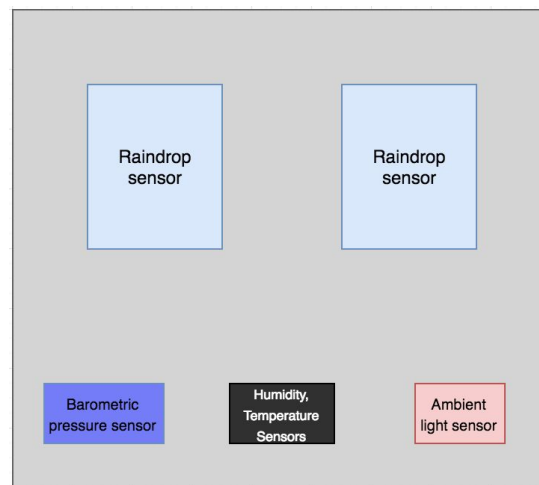 Raindrop
sensor
Raindrop
sensor
Barometric
pressure sensor
Humidity,
Temperature
Sensors
Ambient
light sensor